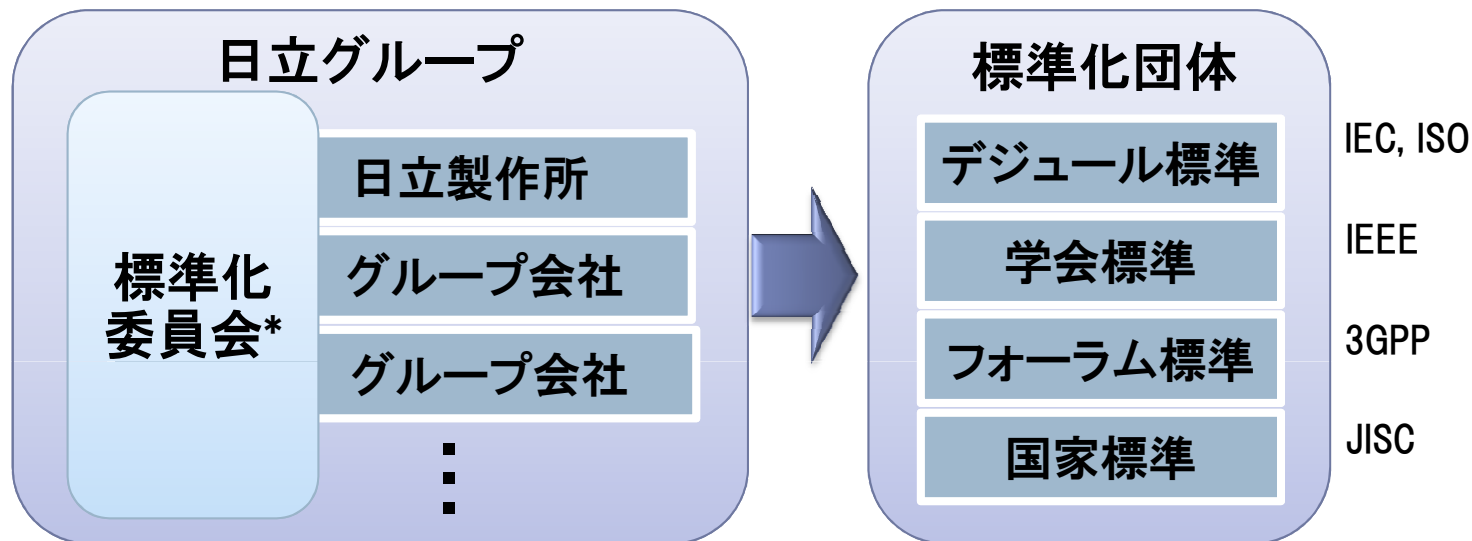 日立グループ
標準化
委員会*
日立製作所
グループ会社
グループ会社
標準化団体
デジュール標準
IEC, ISO
学会標準
IEEE
フォーラム標準
3GPP
国家標準
JISC